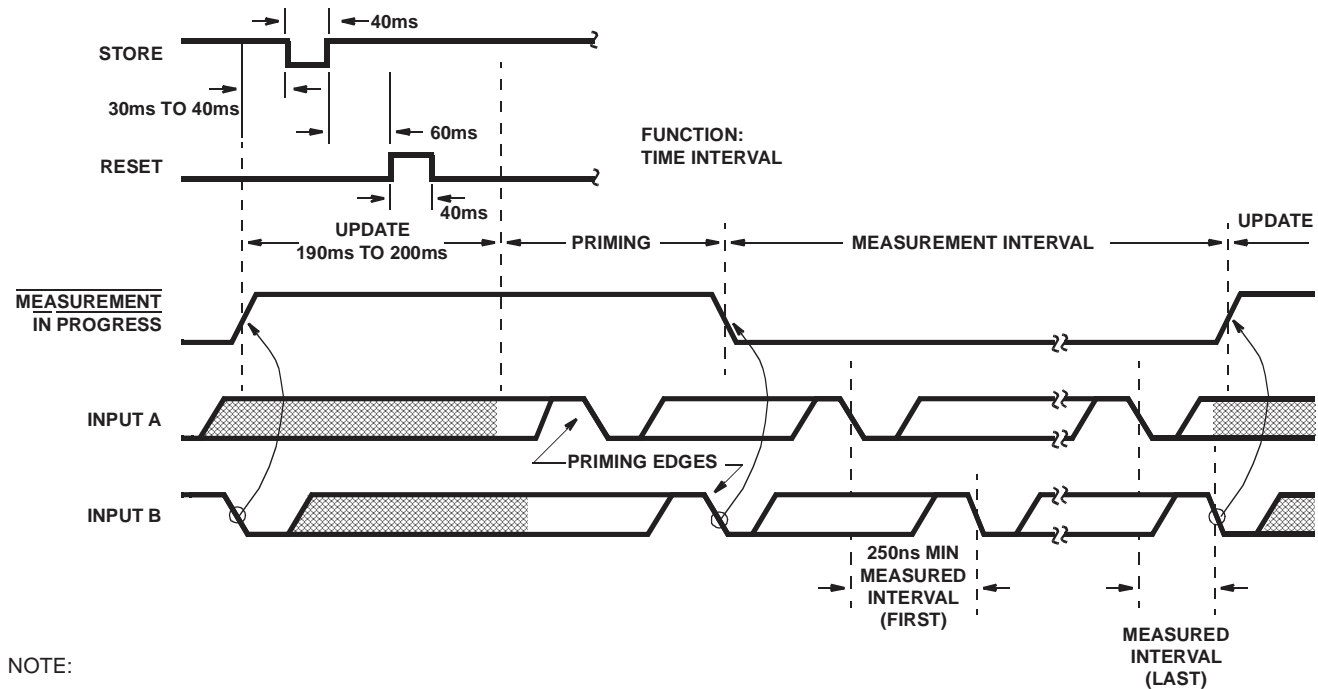 40ms
STORE
30ms TO 40ms
60ms
FUNCTION:
TIME INTERVAL
RESET
40ms
UPDATE
190ms TO 200ms
PRIMING
MEASUREMENT INTERVAL
UPDATE
MEASUREMENT
IN PROGRESS
INPUT A
PRIMING EDGES
INPUT B
250ns MIN
MEASURED
INTERVAL
(FIRST)
MEASURED
INTERVAL
(LAST)
NOTE: